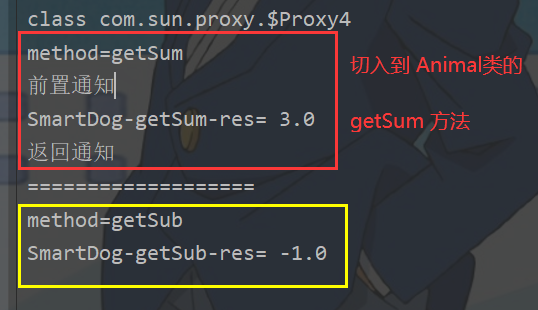 class com.sun.proxy.$Proxy4
method=getSum
前置通知
SmartDog-getSum-res= 3.0
返回通知
===================
method=getSub
SmartDog-getSub-res= -1.0
切入到 Animal类的
getSum 方法